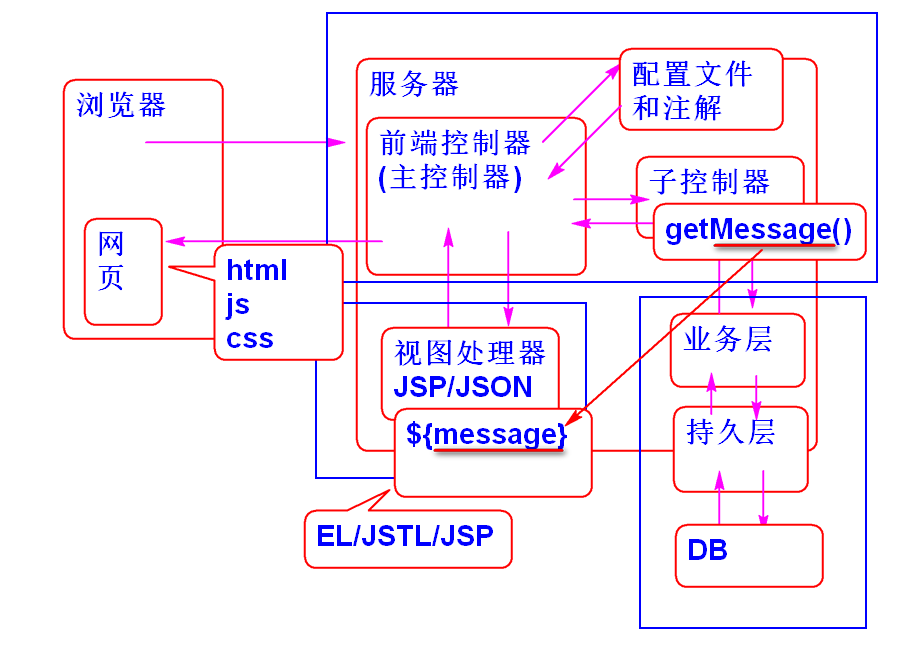 浏览器
网
页
html
js
css
服务器
前端控制器
(主控制器)
配置文件
和注解
子控制器
getMessage()
视图处理器
JSP/JSON
${message}
EL/JSTL/JSP
业务层
持久层
DB